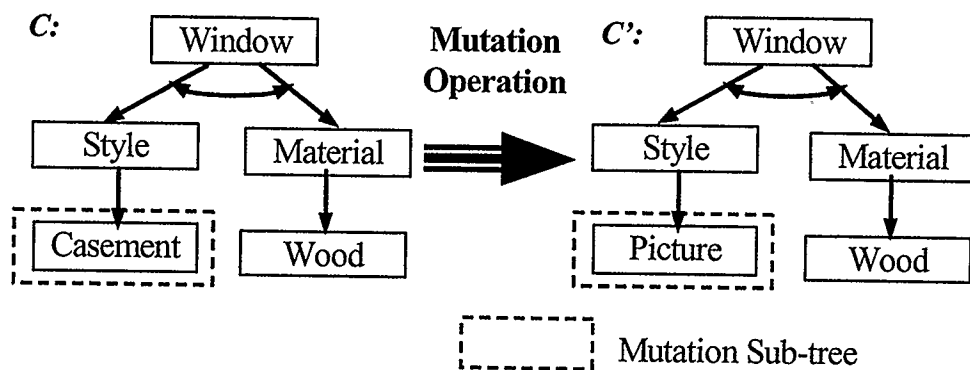 C:
Window
Style
Material
Casement
Wood
Mutation
Operation
C':
Window
Style
Material
Picture
Wood
Mutation Sub-tree